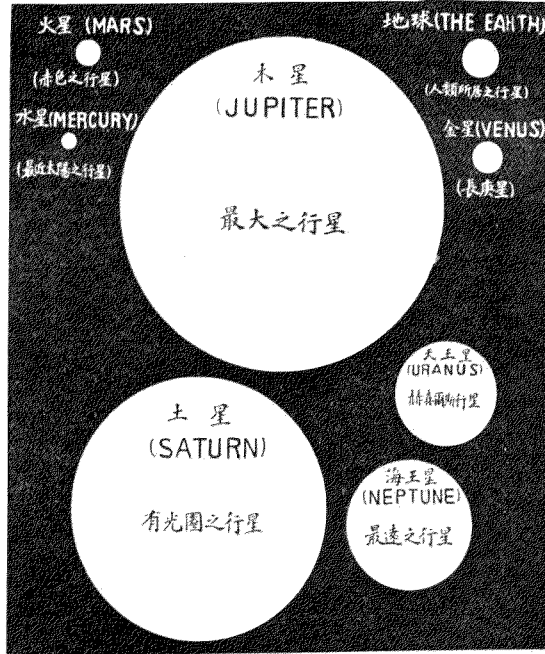 火星 (MARS)
(赤色之行星)
水星(MERCURY)
(最近太陽之行星)
木星
(JUPITER)
最大之行星
地球(THE EARTH)
(人類所居之行星)
金星(VENUS)
(長庚星)
天王星
(URANUS)
行星
土星
(SATURN)
有光圈之行星
海王星
(NEPTUNE)
最遠之行星